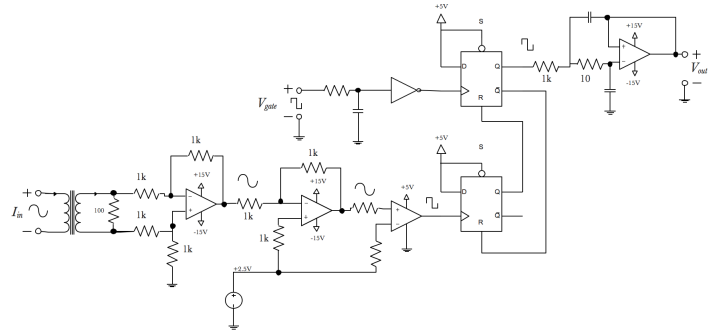 +5V
S
D
Q
Q
R
+
V_gate
−
1k
10
+15V
+
−
-15V
+
V_out
−
+5V
S
D
Q
Q
R
+
I_in
−
100
1k
1k
1k
1k
+15V
−
+
-15V
1k
1k
1k
+15V
−
+
-15V
+5V
+
−
+2.5V
+
−